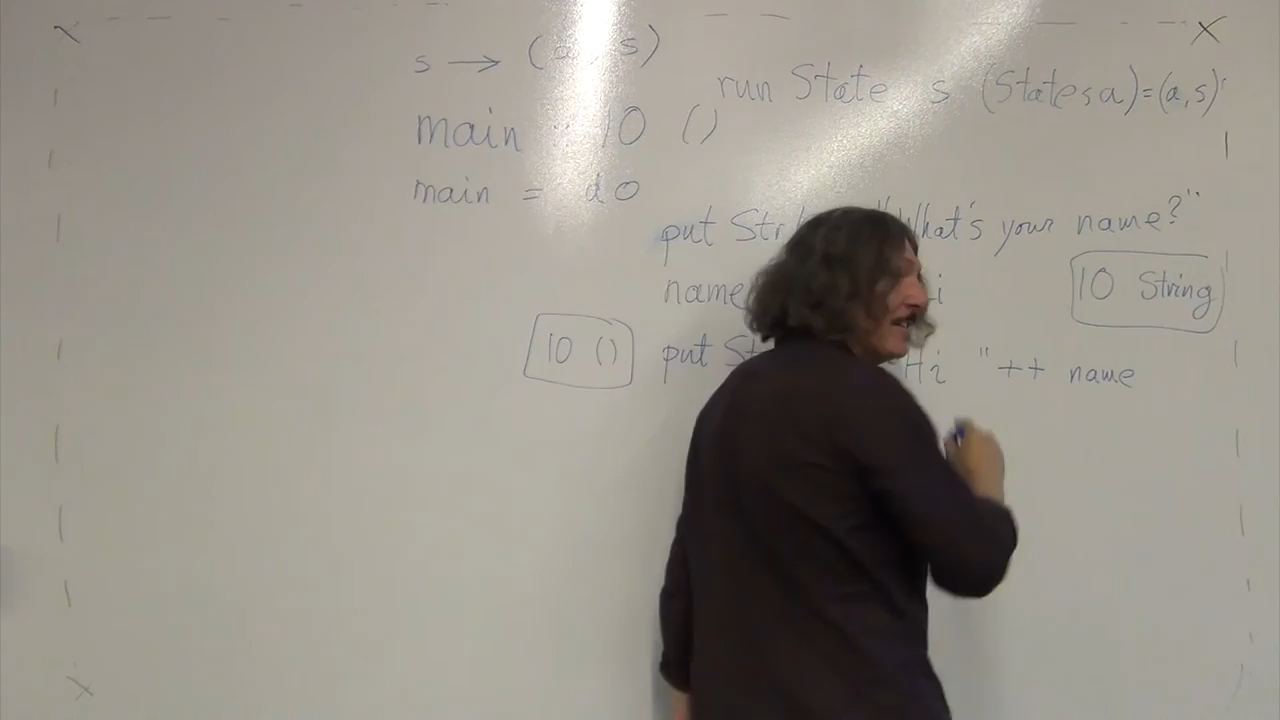 s → (a, s)
run State s (State s a) = (a, s)
main :: IO ()
main = do
put Str "What's your name?"
name
IO String
IO ()
put St "Hi " ++ name